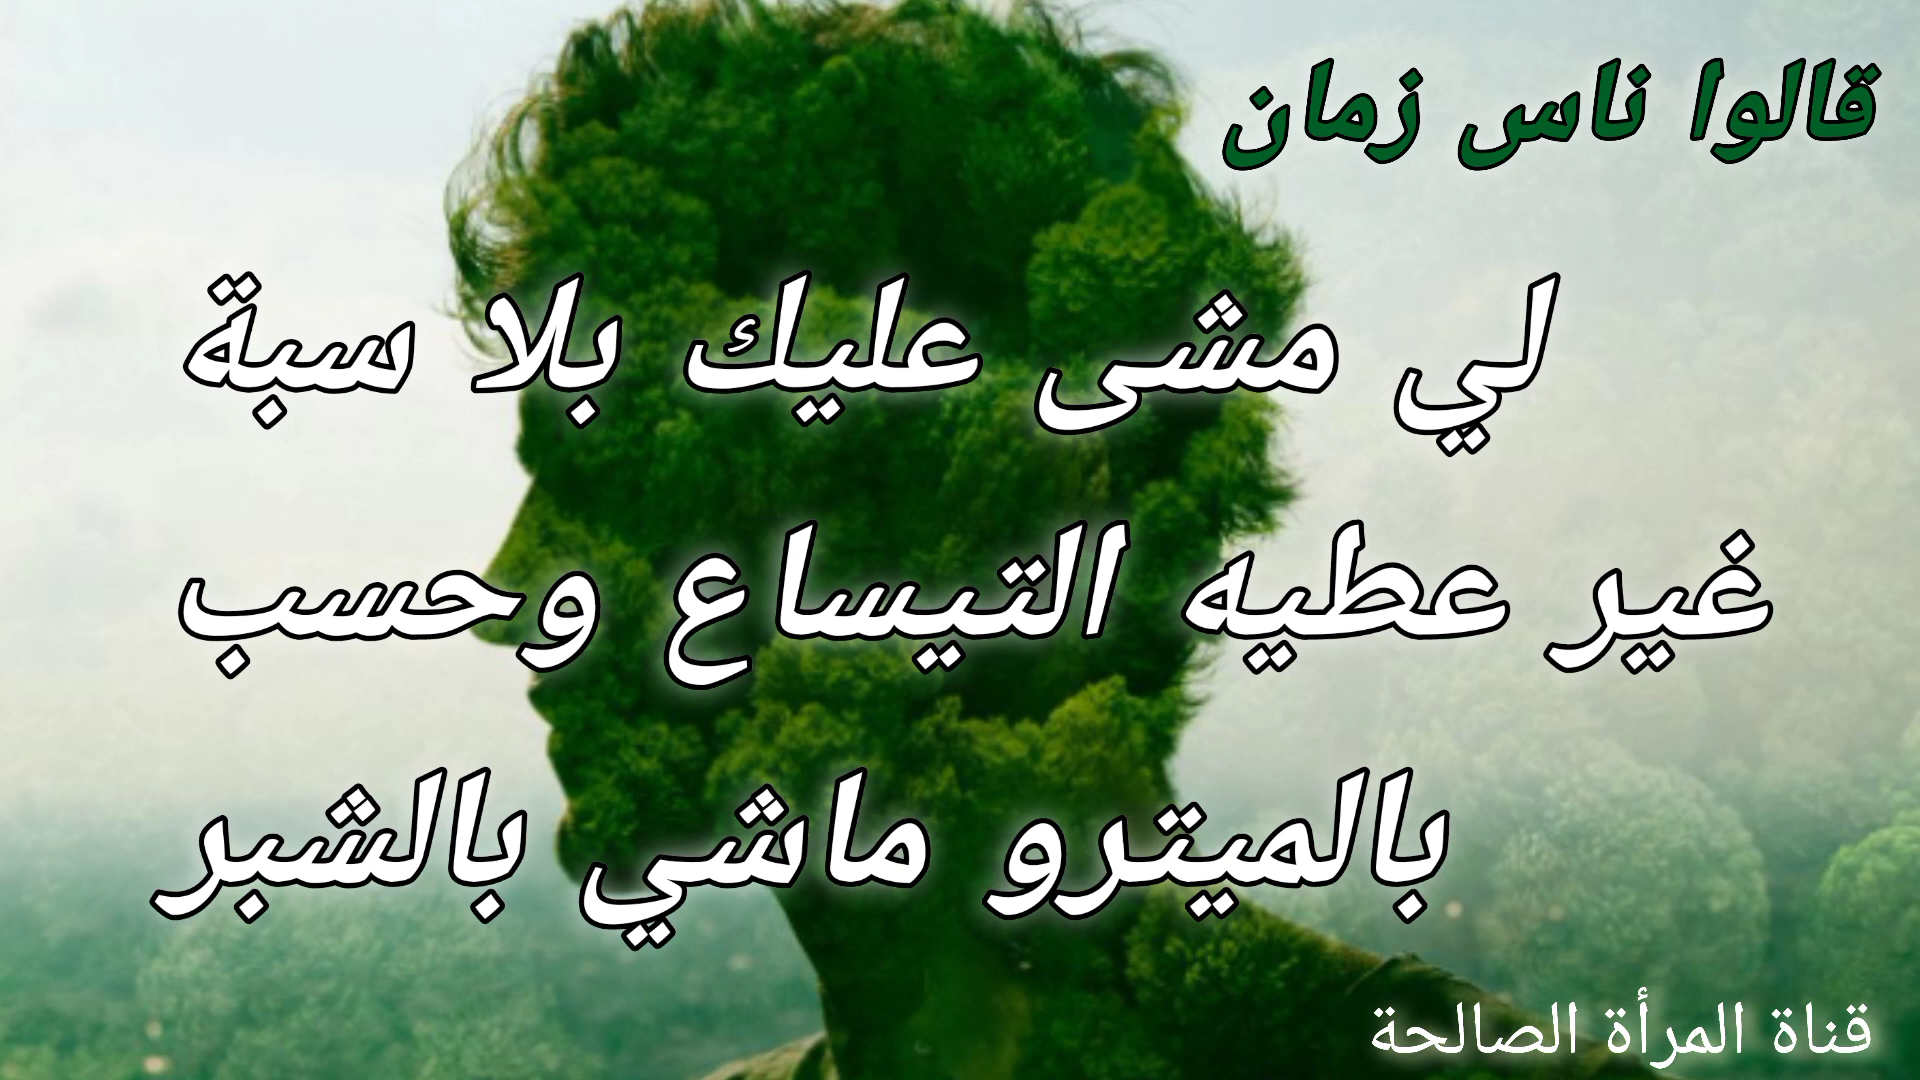 قالوا ناس زمان
لي مشى عليك بلا سبة
غير عطيه التيساع وحسب
بالميترو ماشي بالشبر
قناة المرأة الصالحة